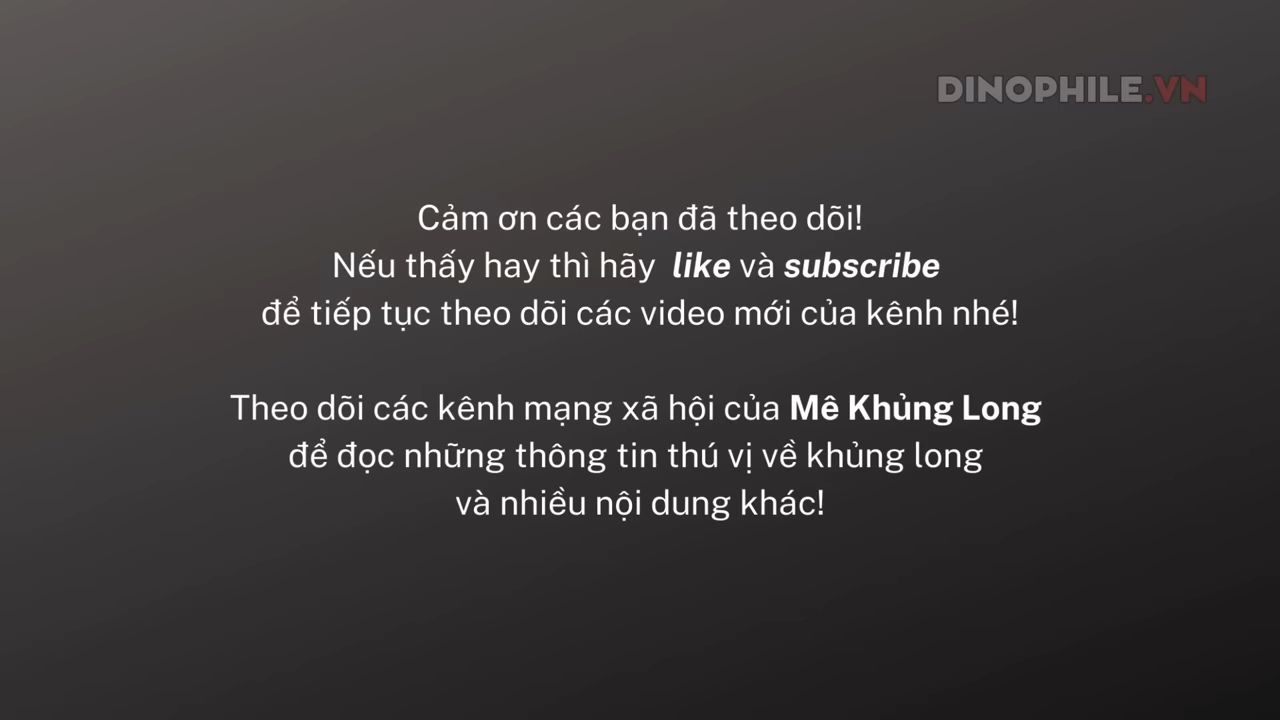 DINOPHILE.VN
Cảm ơn các bạn đã theo dõi!
Nếu thấy hay thì hãy like và subscribe
để tiếp tục theo dõi các video mới của kênh nhé!
Theo dõi các kênh mạng xã hội của Mê Khủng Long
để đọc những thông tin thú vị về khủng long
và nhiều nội dung khác!